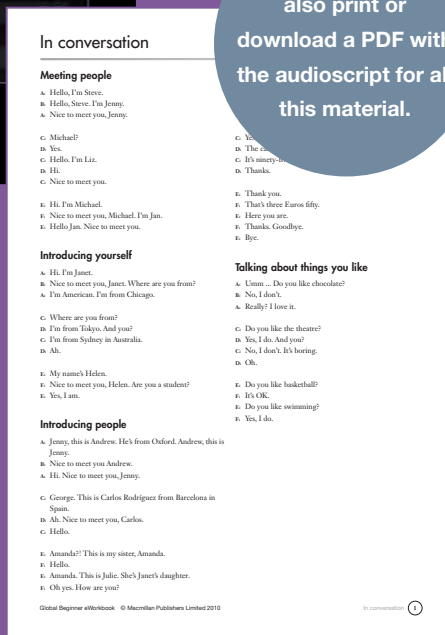 also print or
download a PDF with
the audioscript for al
this material.
In conversation
Meeting people
A: Hello, I'm Steve.
B: Hello, Steve. I'm Jenny.
A: Nice to meet you, Jenny.
C: Michael?
D: Yes.
C: Hello. I'm Liz.
D: Hi.
C: Nice to meet you.
E: Hi. I'm Michael.
F: Nice to meet you, Michael. I'm Jan.
E: Hello Jan. Nice to meet you.
Introducing yourself
A: Hi. I'm Janet.
B: Nice to meet you, Janet. Where are you from?
A: I'm American. I'm from Chicago.
C: Where are you from?
D: I'm from Tokyo. And you?
C: I'm from Sydney in Australia.
D: Ah.
E: My name's Helen.
F: Nice to meet you, Helen. Are you a student?
E: Yes, I am.
Introducing people
A: Jenny, this is Andrew. He's from Oxford. Andrew, this is
Jenny.
B: Nice to meet you Andrew.
A: Hi. Nice to meet you, Jenny.
C: George. This is Carlos Rodríguez from Barcelona in
Spain.
D: Ah. Nice to meet you, Carlos.
C: Hello.
E: Amanda?! This is my sister, Amanda.
F: Hello.
E: Amanda. This is Julie. She's Janet's daughter.
F: Oh yes. How are you?
C:
D: The
C: It's
D: Thanks.
E: Thank you.
F: That's three Euros fifty.
E: Here you are.
F: Thanks. Goodbye.
E: Bye.
Talking about things you like
A: Umm ... Do you like chocolate?
B: No, I don't.
A: Really? I love it.
C: Do you like the theatre?
D: Yes, I do. And you?
C: No, I don't. It's boring.
D: Oh.
E: Do you like basketball?
F: It's OK.
E: Do you like swimming?
F: Yes, I do.
Global Beginner eWorkbook © Macmillan Publishers Limited 2010
In conversation 1